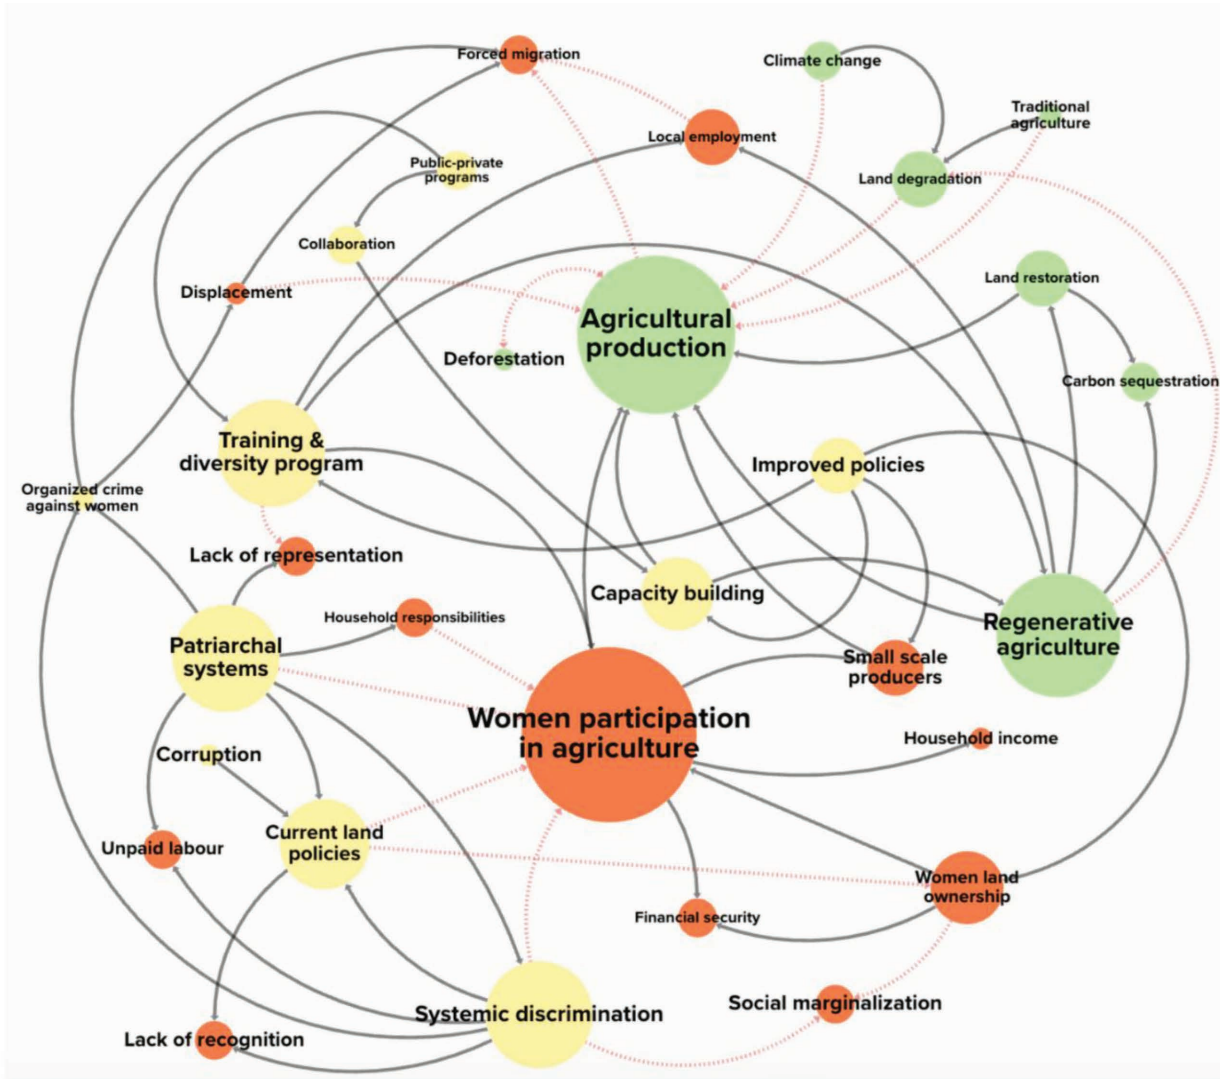 Forced migration
Climate change
Traditional
agriculture
Local employment
Public-private
programs
Land degradation
Collaboration
Land restoration
Displacement
Agricultural
production
Deforestation
Carbon sequestration
Training &
diversity program
Improved policies
Organized crime
against women
Lack of representation
Capacity building
Household responsibilities
Regenerative
agriculture
Patriarchal
systems
Small scale
producers
Women participation
in agriculture
Household income
Corruption
Current land
policies
Unpaid labour
Women land
ownership
Financial security
Social marginalization
Systemic discrimination
Lack of recognition